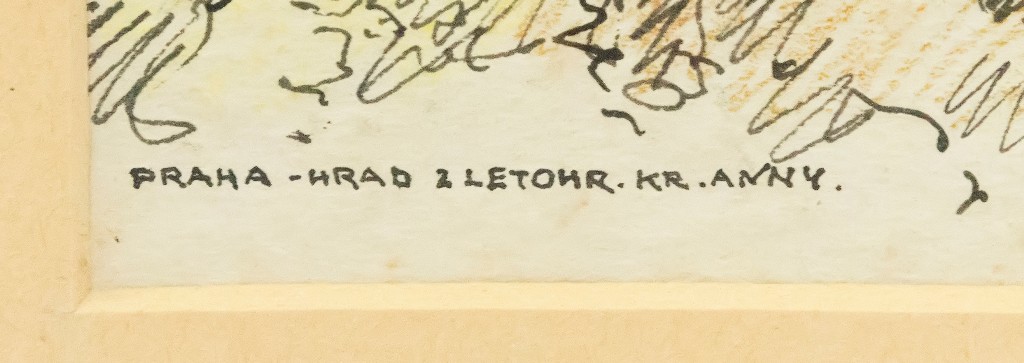 PRAHA - HRAD Z LETOHR. KR. ANNY.